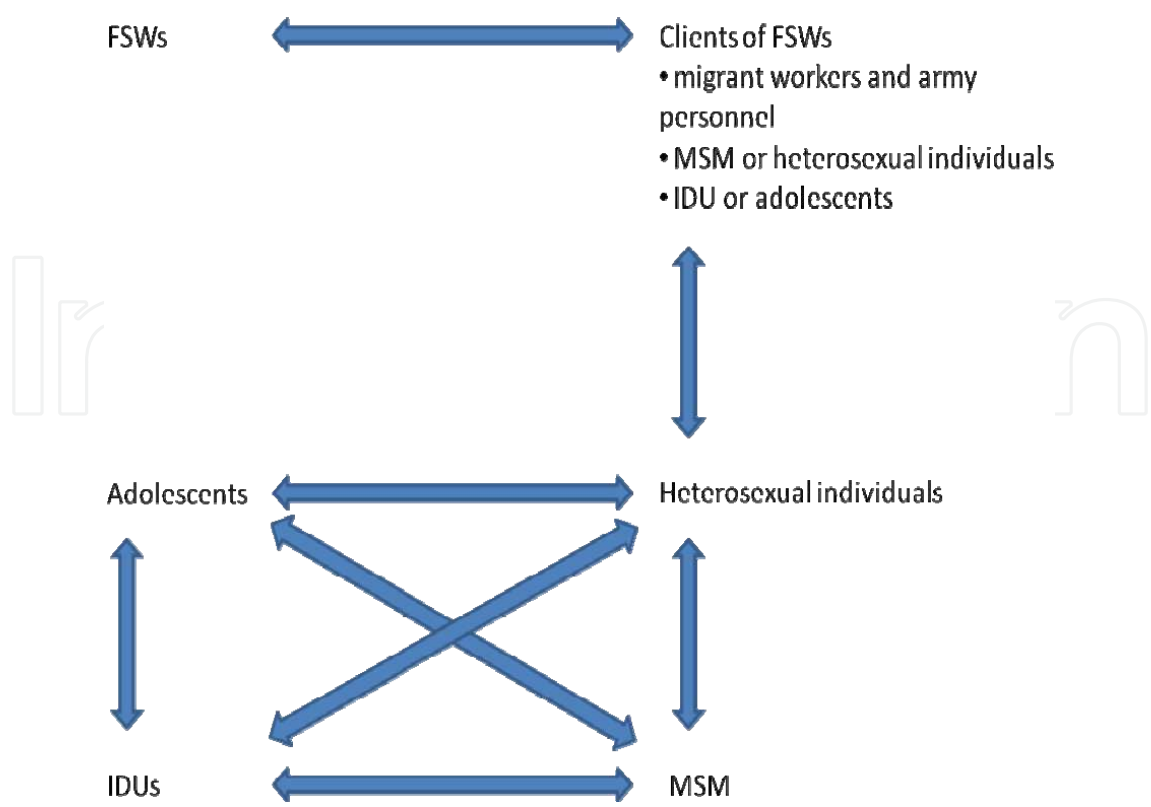 FSWs
Clients of FSWs
• migrant workers and army
personnel
• MSM or heterosexual individuals
• IDU or adolescents
Adolescents
Heterosexual individuals
IDUs
MSM